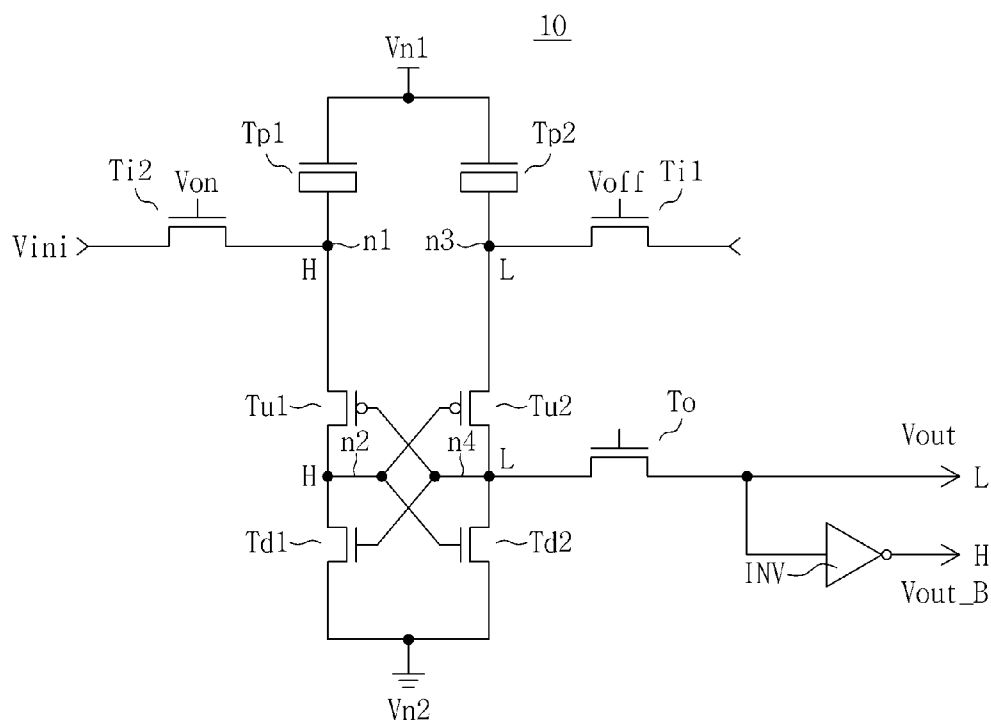 10
Vn1
Tp1
Tp2
Ti2
Von
Voff
Ti1
Vini
n1
n3
H
L
Tu1
Tu2
To
n2
n4
H
L
Vout
L
Td1
Td2
INV
H
Vout_B
Vn2